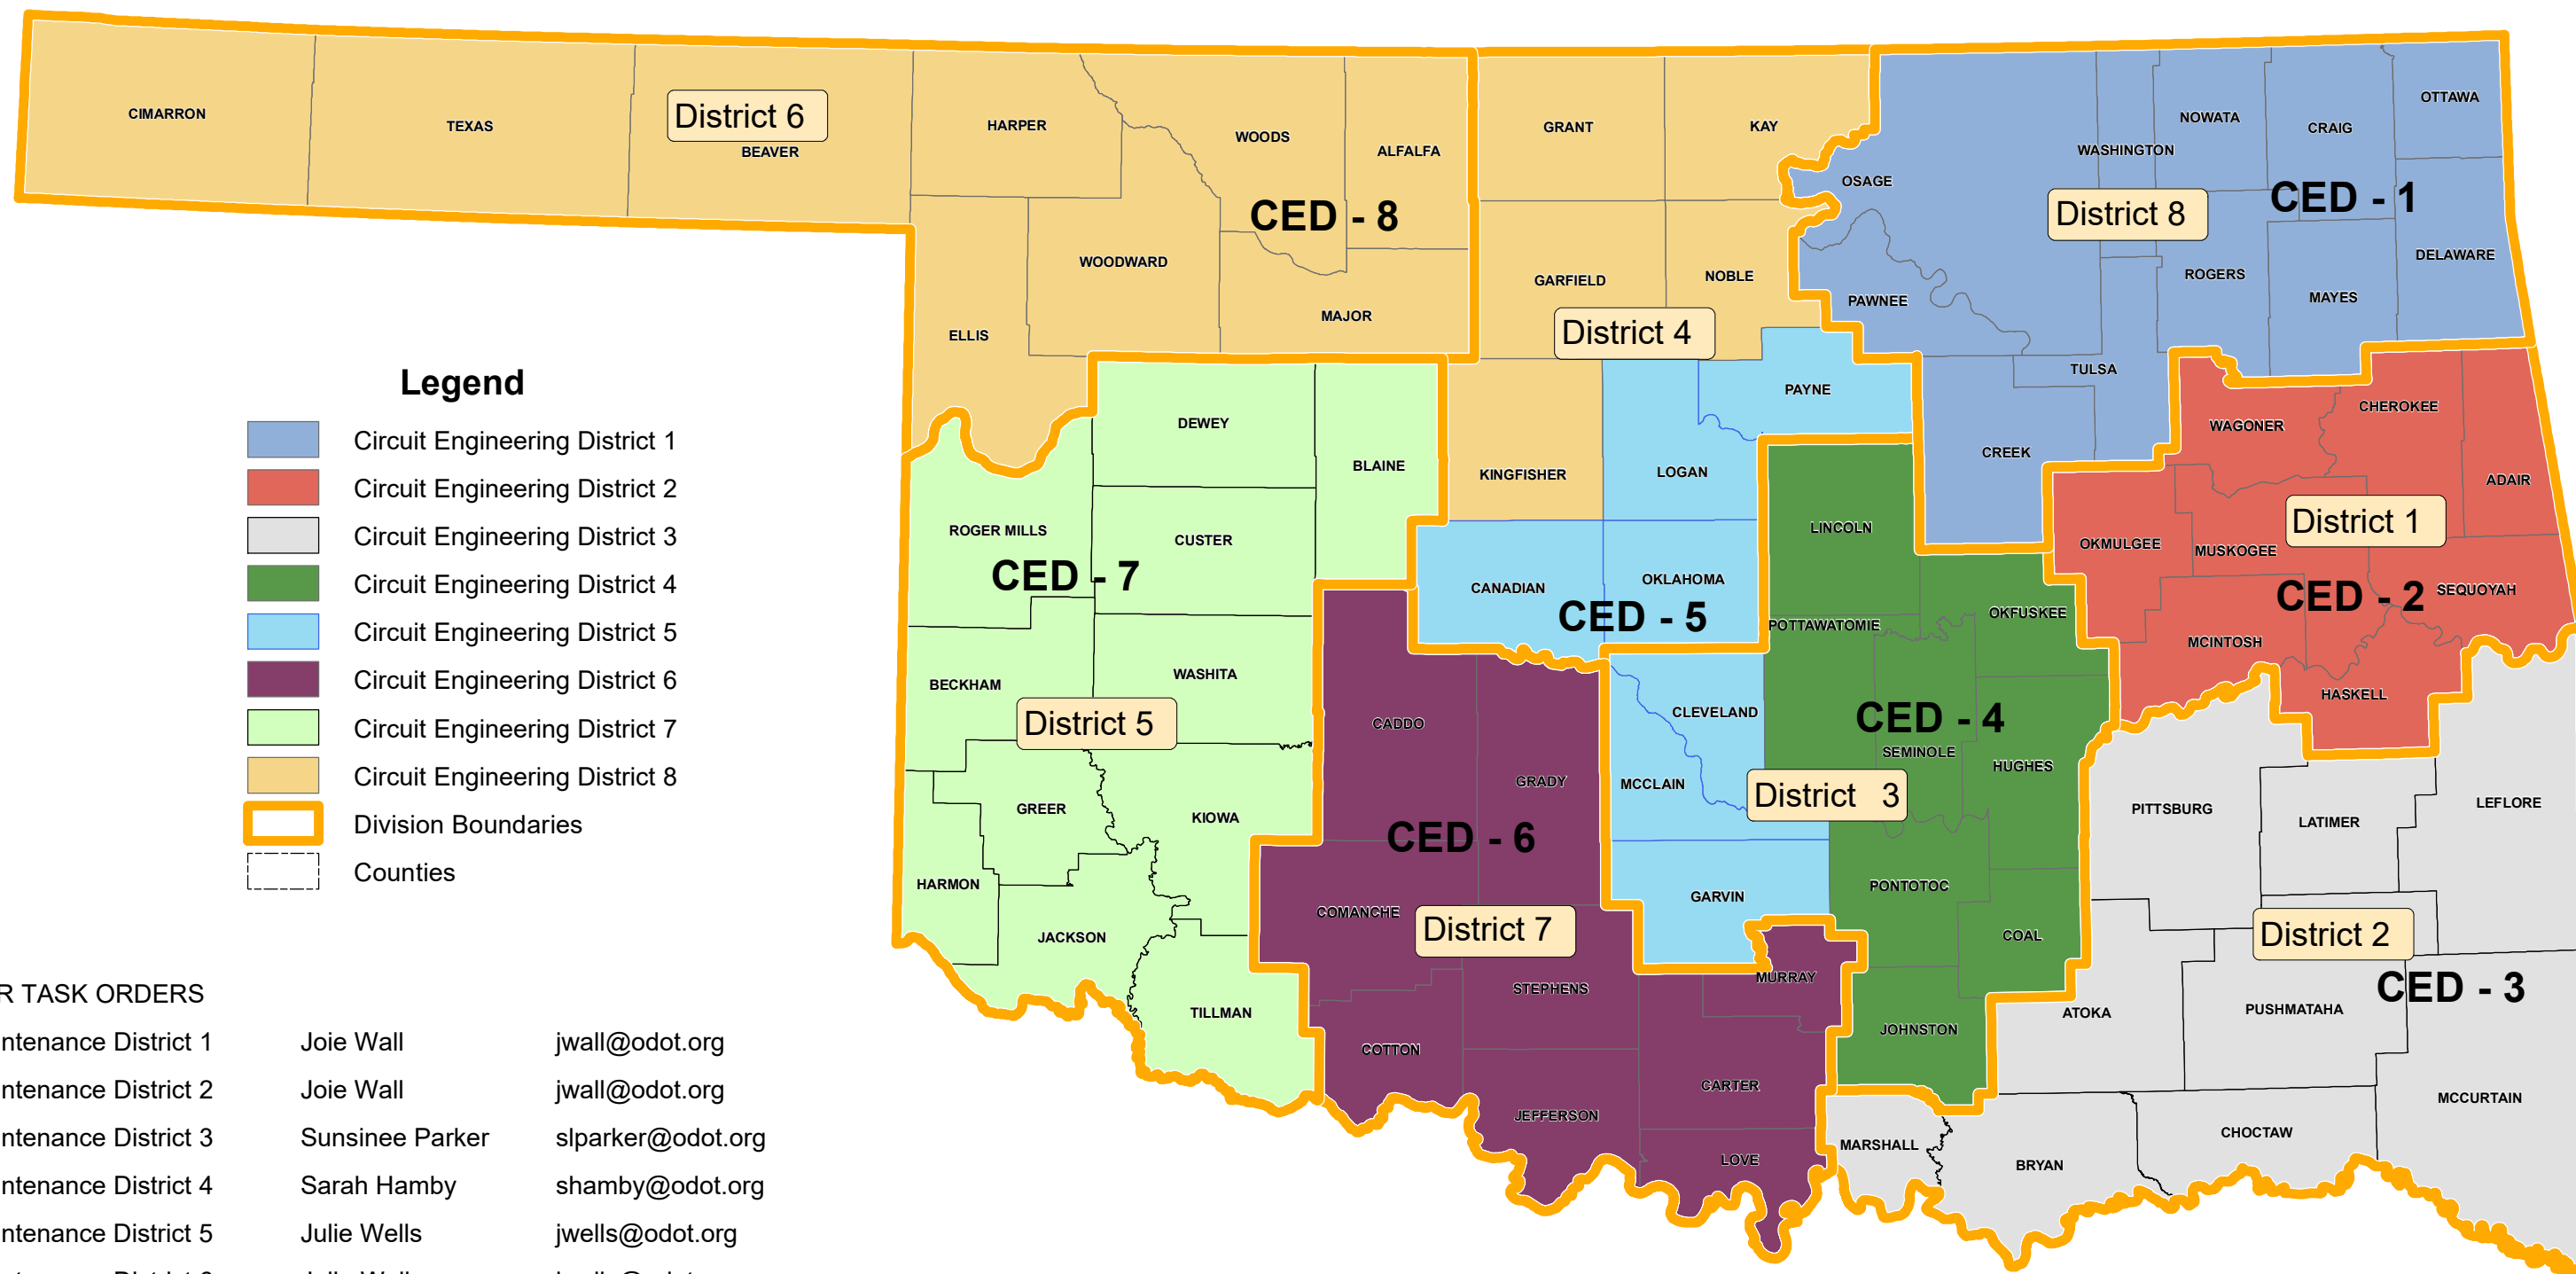 CIMARRON
TEXAS
District 6
BEAVER
HARPER
WOODS
ALFALFA
GRANT
KAY
OSAGE
WASHINGTON
NOWATA
CRAIG
OTTAWA
CED - 8
District 8
CED - 1
WOODWARD
GARFIELD
NOBLE
PAWNEE
ROGERS
MAYES
DELAWARE
ELLIS
MAJOR
District 4
TULSA
PAYNE
CREEK
WAGONER
CHEROKEE
ADAIR
DEWEY
BLAINE
KINGFISHER
LOGAN
LINCOLN
OKMULGEE
MUSKOGEE
District 1
ROGER MILLS
CUSTER
CED - 7
CANADIAN
OKLAHOMA
CED - 5
POTTAWATOMIE
OKFUSKEE
CED - 2
SEQUOYAH
MCINTOSH
HASKELL
BECKHAM
WASHITA
District 5
CADDO
GRADY
CLEVELAND
MCCLAIN
CED - 4
SEMINOLE
HUGHES
District 3
PITTSBURG
LATIMER
LEFLORE
GREER
KIOWA
CED - 6
HARMON
JACKSON
COMANCHE
District 7
GARVIN
PONTOTOC
COAL
District 2
CED - 3
TILLMAN
STEPHENS
MURRAY
JOHNSTON
ATOKA
PUSHMATAHA
COTTON
JEFFERSON
CARTER
LOVE
MARSHALL
BRYAN
CHOCTAW
MCCURTAIN
Legend
Circuit Engineering District 1
Circuit Engineering District 2
Circuit Engineering District 3
Circuit Engineering District 4
Circuit Engineering District 5
Circuit Engineering District 6
Circuit Engineering District 7
Circuit Engineering District 8
Division Boundaries
Counties
R TASK ORDERS
ntenance District 1 Joie Wall jwall@odot.org
ntenance District 2 Joie Wall jwall@odot.org
ntenance District 3 Sunsinee Parker slparker@odot.org
ntenance District 4 Sarah Hamby shamby@odot.org
ntenance District 5 Julie Wells jwells@odot.org